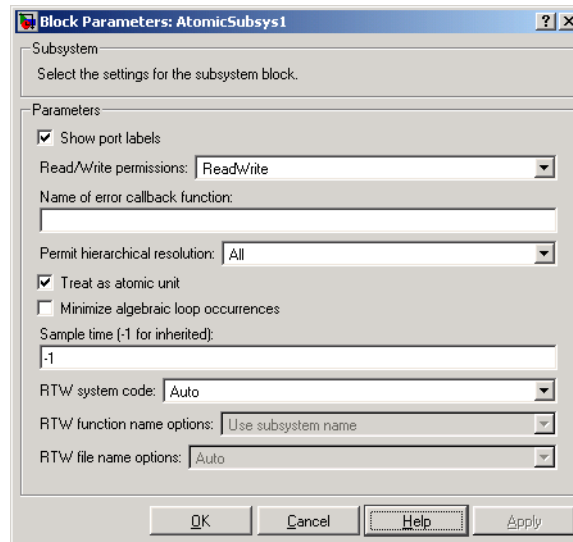 Block Parameters: AtomicSubsys1
Subsystem
Select the settings for the subsystem block.
Parameters
Show port labels
Read/Write permissions: ReadWrite
Name of error callback function:
Permit hierarchical resolution: All
Treat as atomic unit
Minimize algebraic loop occurrences
Sample time (-1 for inherited):
-1
RTW system code: Auto
RTW function name options: Use subsystem name
RTW file name options: Auto
OK Cancel Help Apply